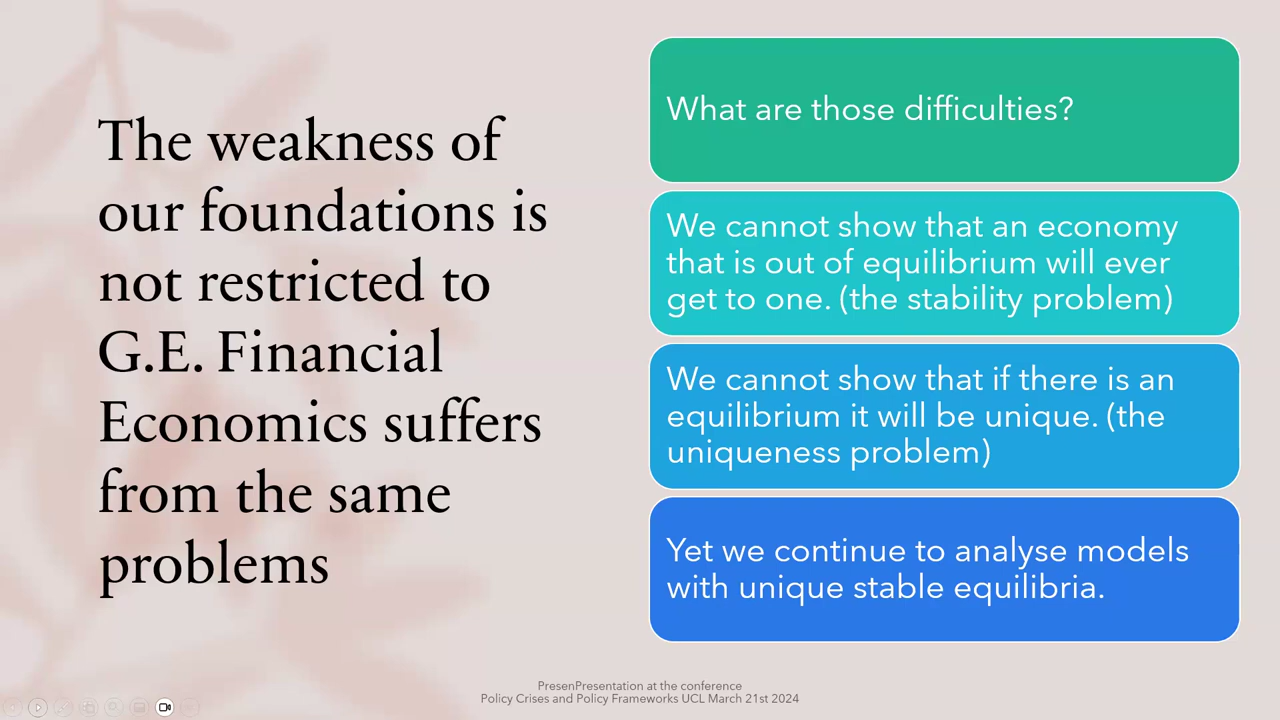 The weakness of
our foundations is
not restricted to
G.E. Financial
Economics suffers
from the same
problems
What are those difficulties?
We cannot show that an economy
that is out of equilibrium will ever
get to one. (the stability problem)
We cannot show that if there is an
equilibrium it will be unique. (the
uniqueness problem)
Yet we continue to analyse models
with unique stable equilibria.
PresenPresentation at the conference
Policy Crises and Policy Frameworks UCL March 21st 2024